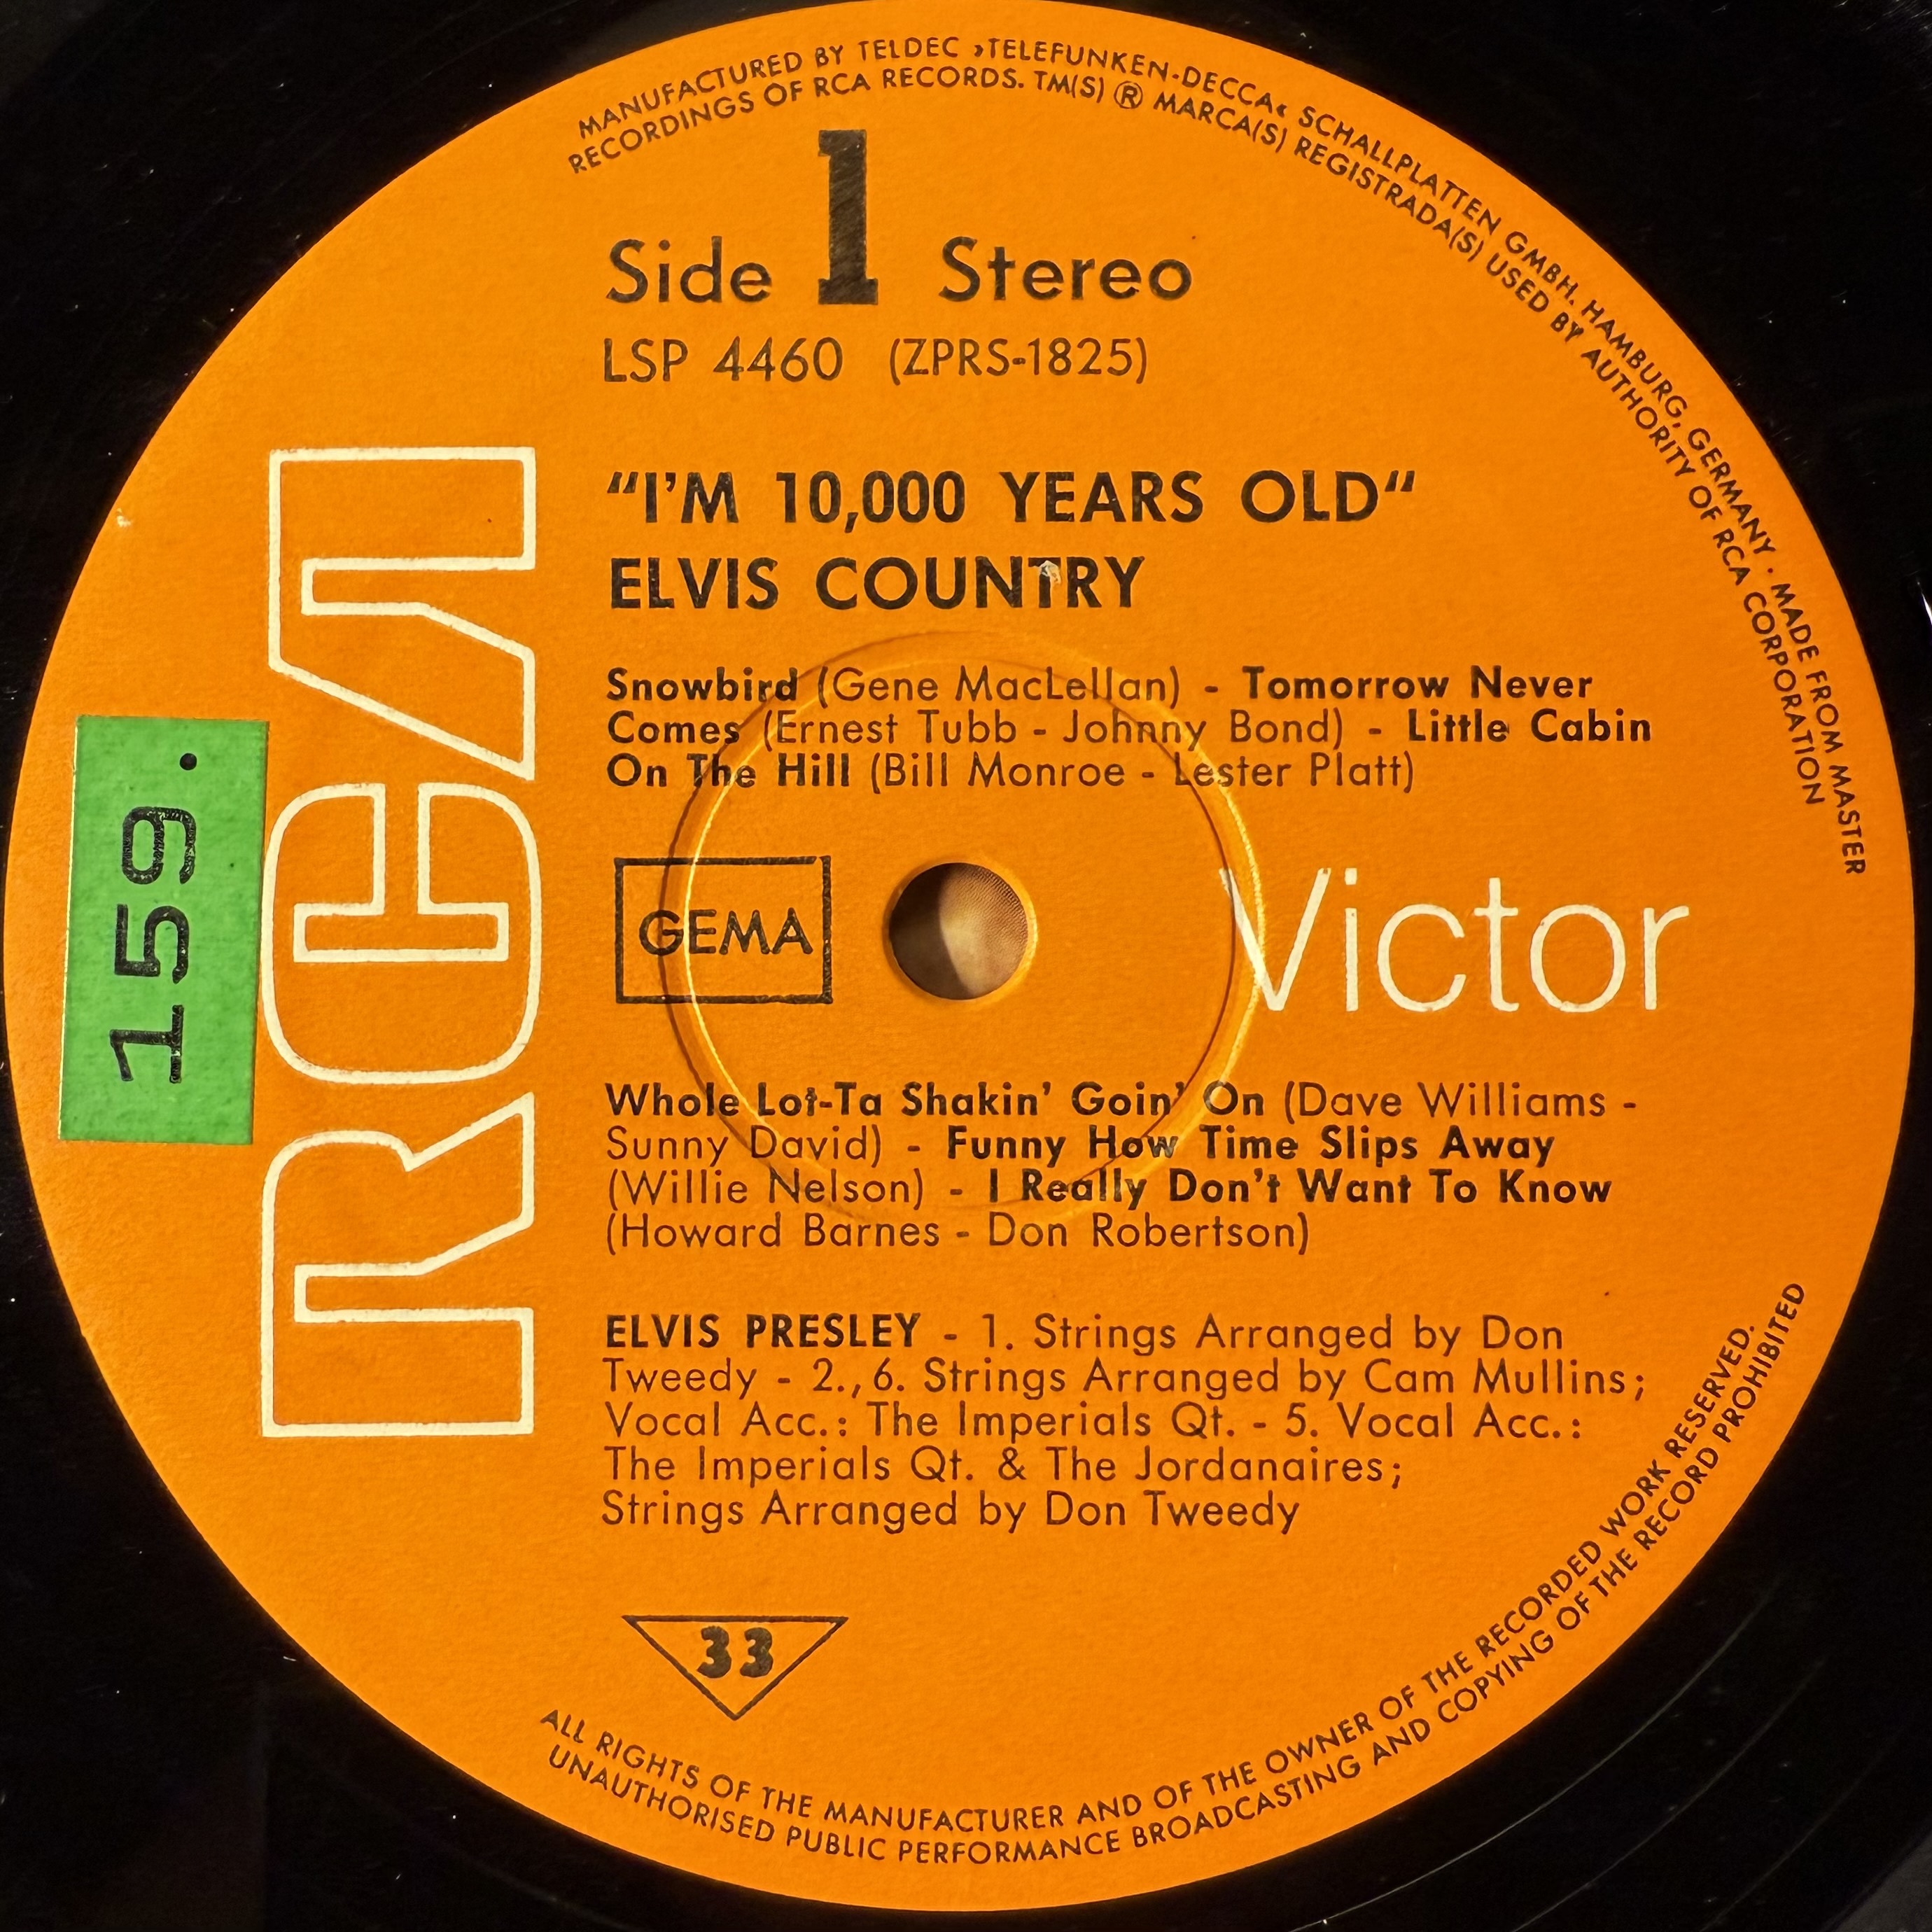 MANUFACTURED BY TELDEC »TELEFUNKEN-DECCA« SCHALLPLATTEN GMBH. HAMBURG, GERMANY · MADE FROM MASTER
RECORDINGS OF RCA RECORDS. TM(S) ® MARCA(S) REGISTRADA(S) USED BY AUTHORITY OF RCA CORPORATION
Side 1 Stereo
LSP 4460 (ZPRS-1825)
“I’M 10,000 YEARS OLD“
ELVIS COUNTRY
Snowbird (Gene MacLellan) - Tomorrow Never
Comes (Ernest Tubb - Johnny Bond) - Little Cabin
On The Hill (Bill Monroe - Lester Platt)
159.
RCA
GEMA
Victor
Whole Lot-Ta Shakin’ Goin’ On (Dave Williams -
Sunny David) - Funny How Time Slips Away
(Willie Nelson) - I Really Don’t Want To Know
(Howard Barnes - Don Robertson)
ELVIS PRESLEY - 1. Strings Arranged by Don
Tweedy - 2.,6. Strings Arranged by Cam Mullins;
Vocal Acc.: The Imperials Qt. - 5. Vocal Acc.:
The Imperials Qt. & The Jordanaires;
Strings Arranged by Don Tweedy
33
ALL RIGHTS OF THE MANUFACTURER AND OF THE OWNER OF THE RECORDED WORK RESERVED.
UNAUTHORISED PUBLIC PERFORMANCE BROADCASTING AND COPYING OF THE RECORD PROHIBITED